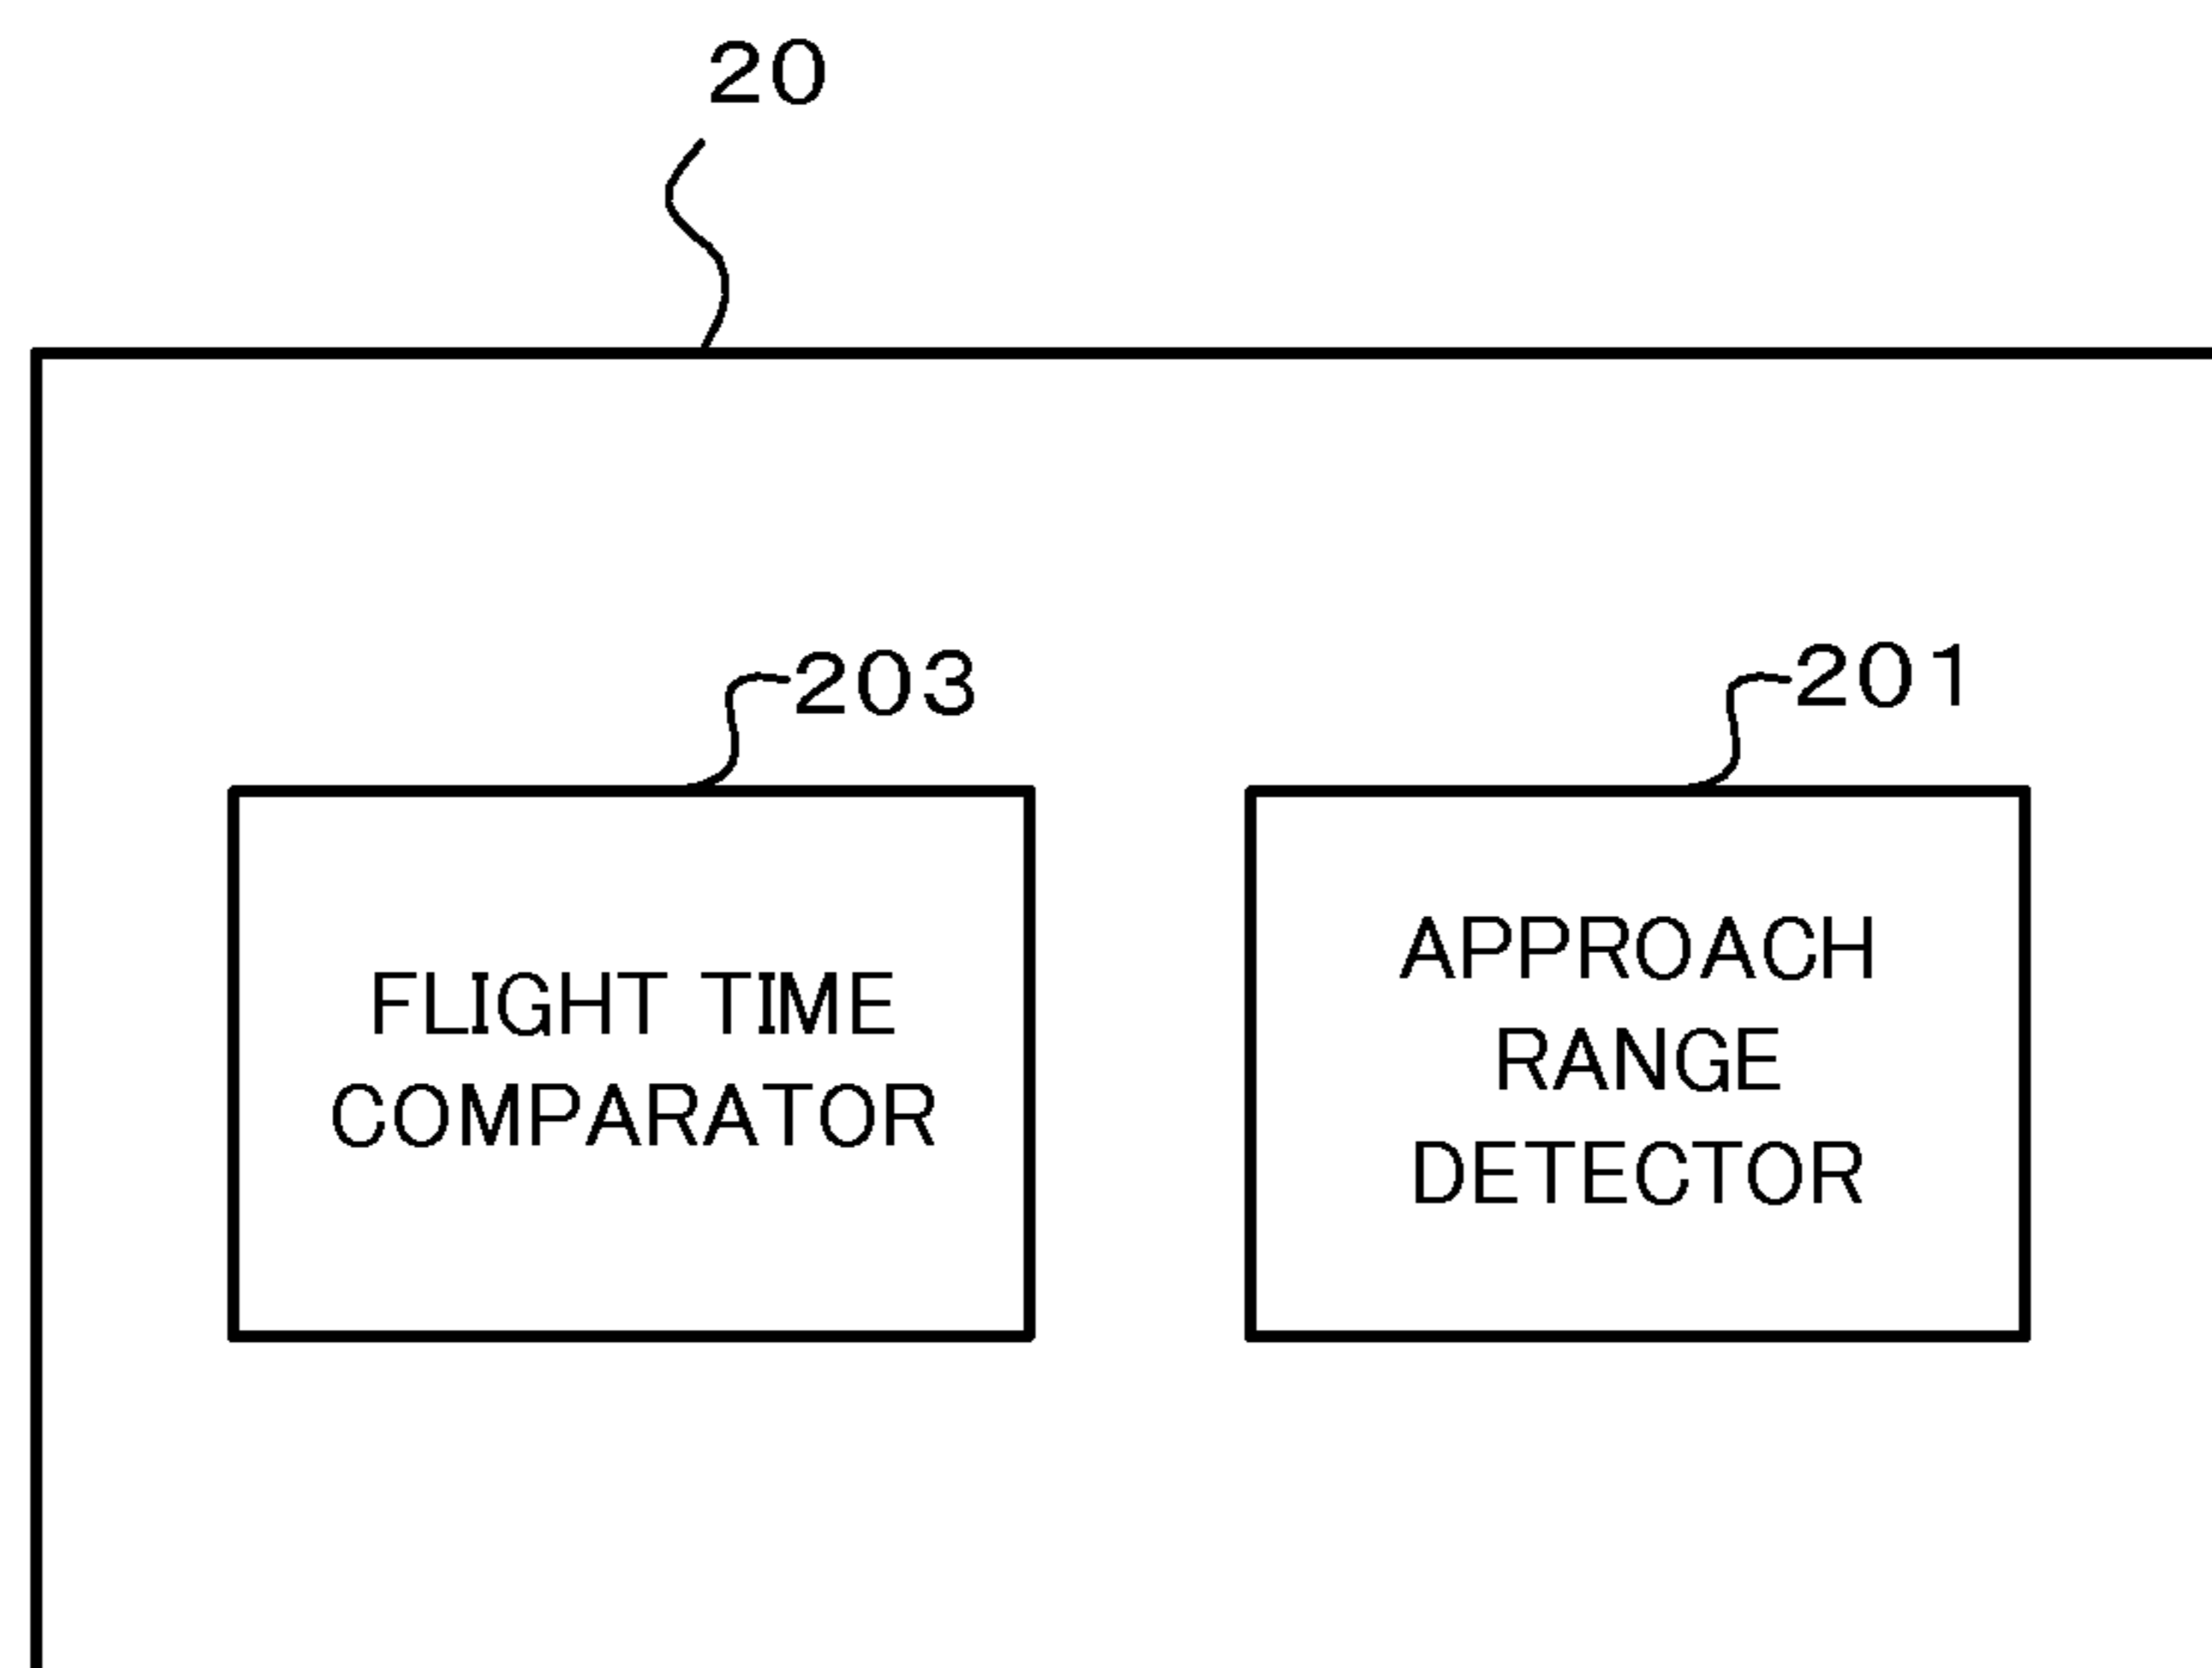 20
203
201
FLIGHT TIME
COMPARATOR
APPROACH
RANGE
DETECTOR